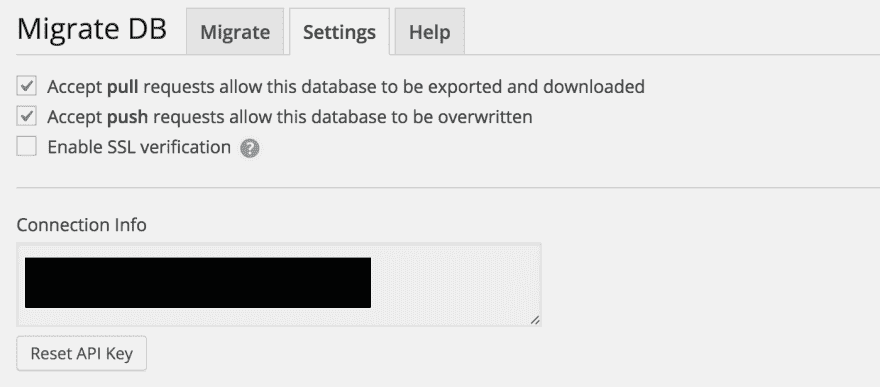 Migrate DB Migrate Settings Help
Accept pull requests allow this database to be exported and downloaded
Accept push requests allow this database to be overwritten
Enable SSL verification ?
Connection Info
Reset API Key